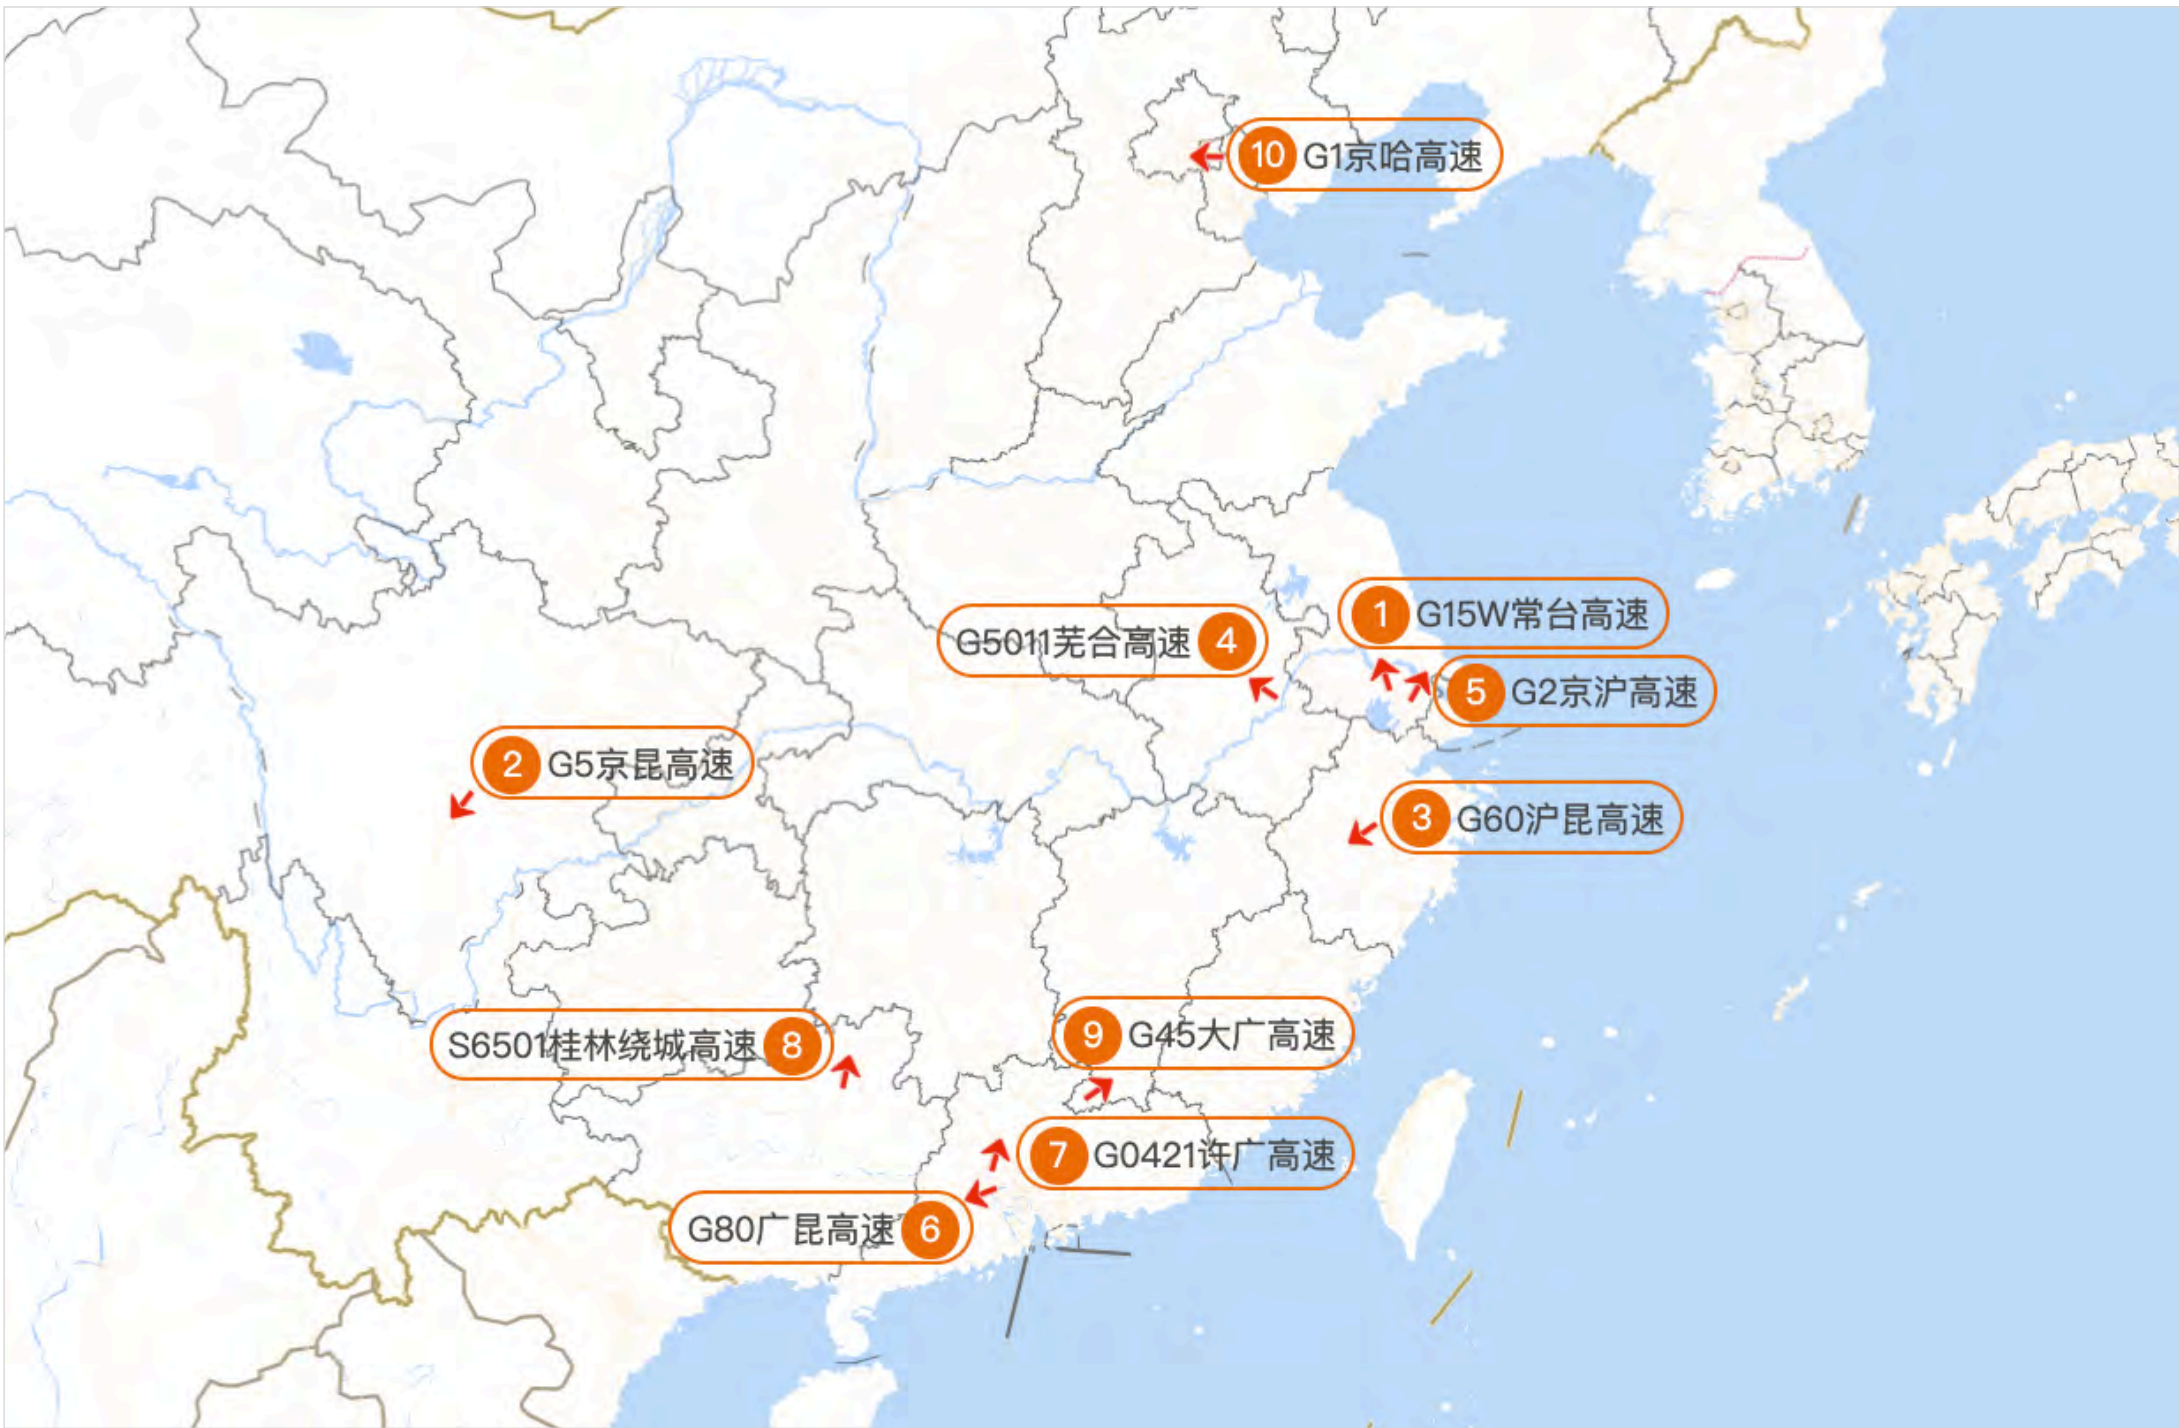 10 G1京哈高速
1 G15W常台高速
G5011芜合高速 4
5 G2京沪高速
2 G5京昆高速
3 G60沪昆高速
9 G45大广高速
S6501桂林绕城高速 8
7 G0421许广高速
G80广昆高速 6